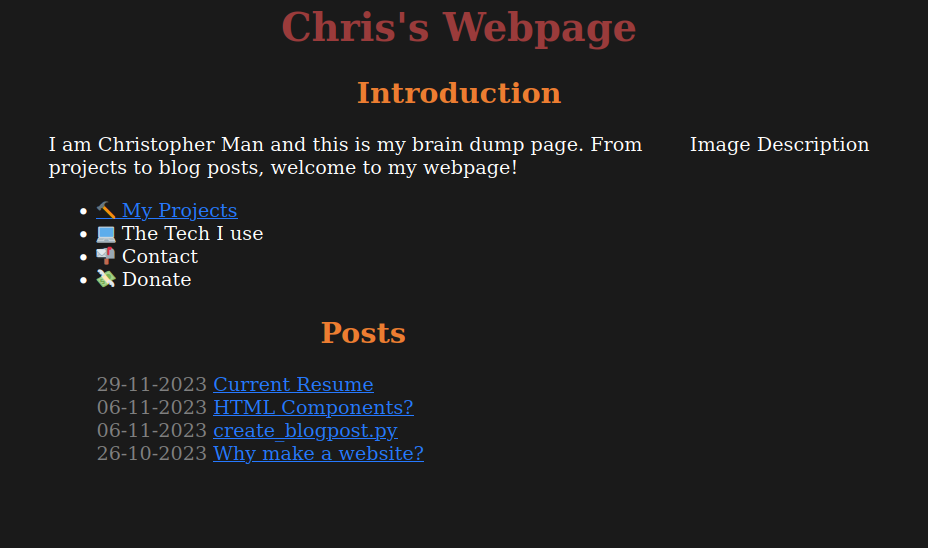 Chris's Webpage
Introduction
I am Christopher Man and this is my brain dump page. From
projects to blog posts, welcome to my webpage!
Image Description
• 🔨 My Projects
• 💻 The Tech I use
• 📬 Contact
• 💸 Donate
Posts
29-11-2023 Current Resume
06-11-2023 HTML Components?
06-11-2023 create_blogpost.py
26-10-2023 Why make a website?